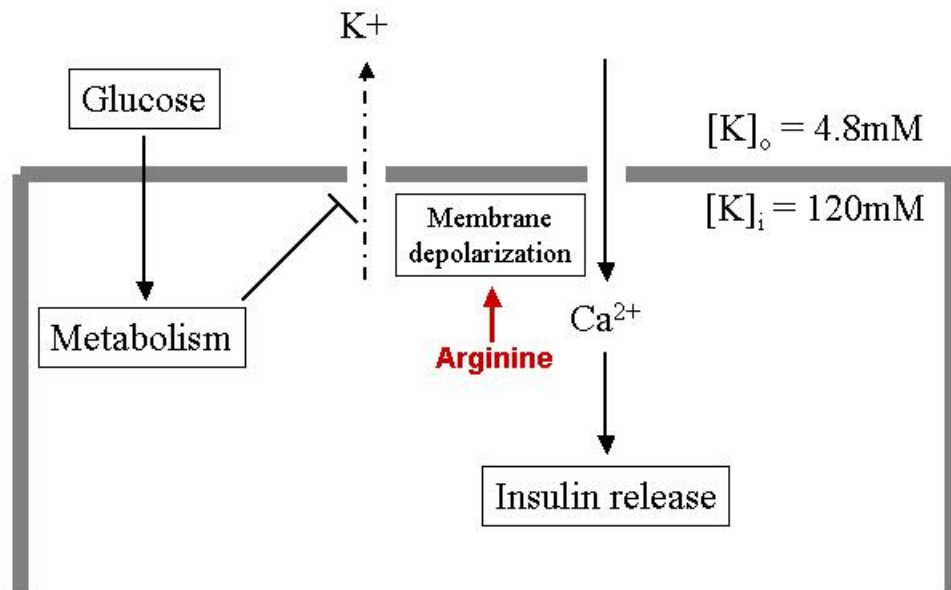 K+
Glucose
[K]ₒ = 4.8mM
[K]ᵢ = 120mM
Membrane
depolarization
Metabolism
Ca²⁺
Arginine
Insulin release